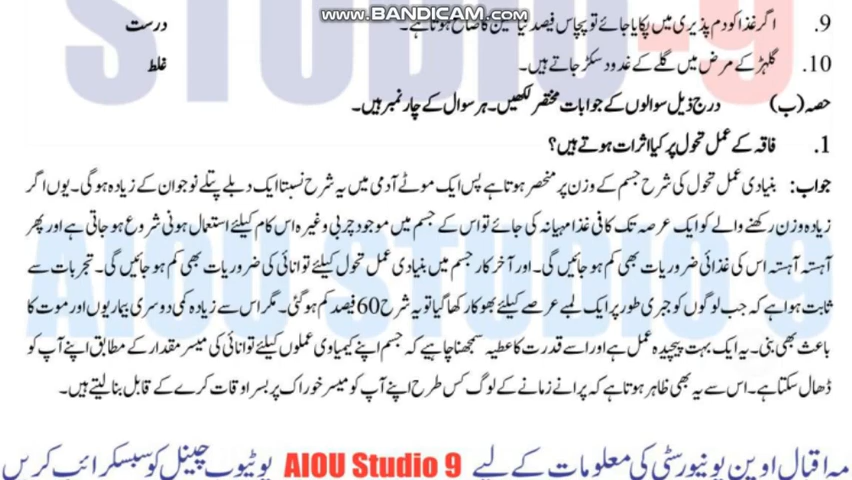 www.BANDICAM.com
9. اگر غذا کو دم پذیری میں پکایا جائے تو پچاس فیصد نیاسین کا ضائع ہوتا ہے۔ درست
10. گلہڑ کے مرض میں گلے کے غدود سکڑ جاتے ہیں۔ غلط
حصہ (ب) درج ذیل سوالوں کے جوابات مختصر لکھیں۔ ہر سوال کے چار نمبر ہیں۔
1. فاقہ کے عمل تحول پر کیا اثرات ہوتے ہیں؟
جواب: بنیادی عمل تحول کی شرح جسم کے وزن پر منحصر ہوتا ہے پس ایک موٹے آدمی میں یہ شرح نسبتا ایک دبلے پتلے نوجوان کے زیادہ ہوگی۔ یوں اگر
زیادہ وزن رکھنے والے کو ایک عرصہ تک کافی غذا مہیا نہ کی جائے تو اس کے جسم میں موجود چربی وغیرہ اس کام کیلئے استعمال ہونی شروع ہو جاتی ہے اور پھر
آہستہ آہستہ اس کی غذائی ضروریات بھی کم ہو جائیں گی۔ اور آخر کار جسم میں بنیادی عمل تحول کیلئے توانائی کی ضروریات بھی کم ہو جائیں گی۔ تجربات سے
ثابت ہوا ہے کہ جب لوگوں کو جبری طور پر ایک لمبے عرصے کیلئے بھوکا رکھا گیا تو یہ شرح 60 فیصد کم ہو گئی۔ مگر اس سے زیادہ کمی دوسری بیماریوں اور موت کا
باعث بھی بنی۔ یہ ایک بہت پیچیدہ عمل ہے اور اسے قدرت کا عطیہ سمجھنا چاہیے کہ جسم اپنے کیمیاوی عملوں کیلئے توانائی کی میسر مقدار کے مطابق اپنے آپ کو
ڈھال سکتا ہے۔ اس سے یہ بھی ظاہر ہوتا ہے کہ پرانے زمانے کے لوگ کس طرح اپنے آپ کو میسر خوراک پر بسر اوقات کرے کے قابل بنا لیتے ہیں۔
AIOU STUDIO 9
مہ اقبال اوپن یونیورسٹی کی معلومات کے لیے AIOU Studio 9 یوٹیوب چینل کو سبسکرائب کریں